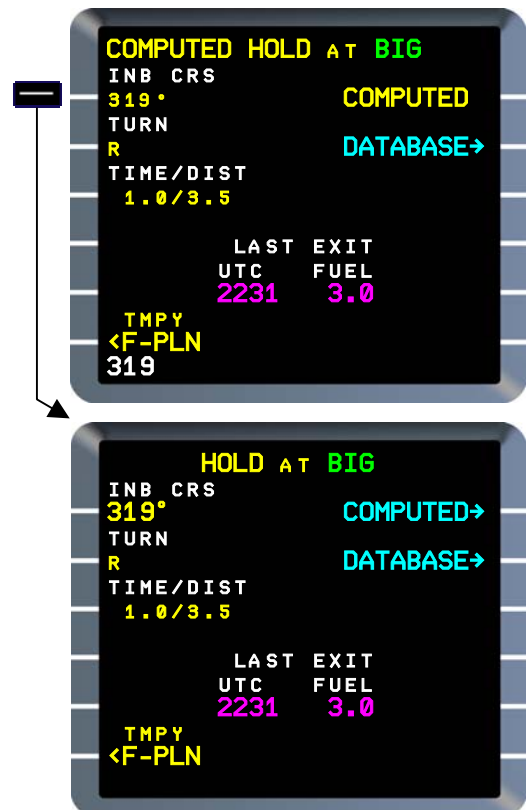 COMPUTED HOLD AT BIG
INB CRS
319° COMPUTED
TURN
R DATABASE→
TIME/DIST
1.0/3.5
LAST EXIT
UTC FUEL
2231 3.0
TMPY
<F-PLN
319
HOLD AT BIG
INB CRS
319° COMPUTED→
TURN
R DATABASE→
TIME/DIST
1.0/3.5
LAST EXIT
UTC FUEL
2231 3.0
TMPY
<F-PLN